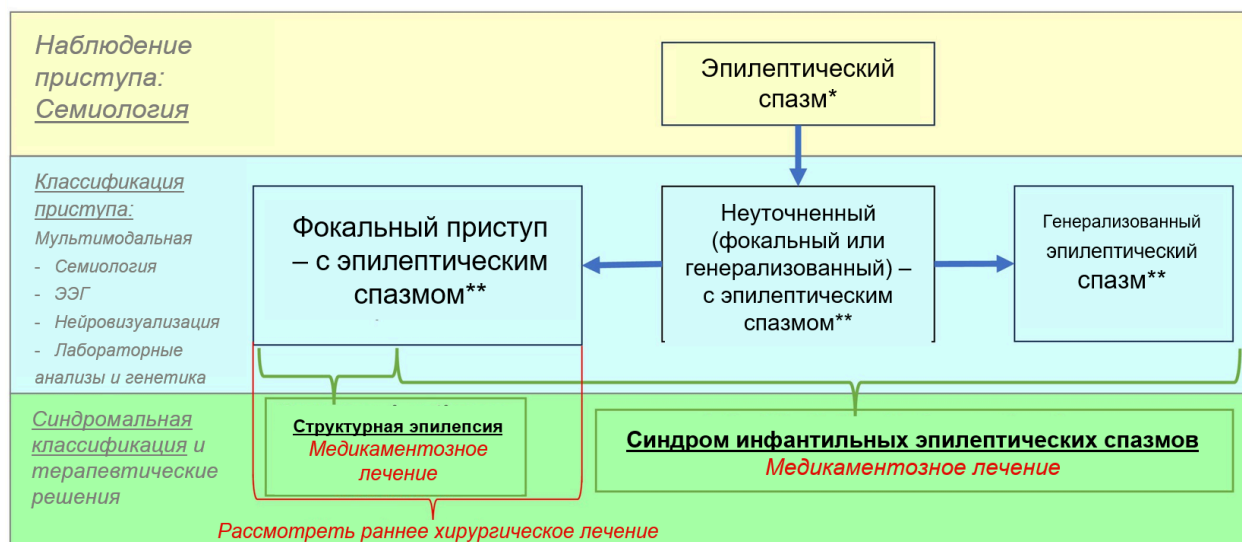 Наблюдение
приступа:
Семиология
Эпилептический
спазм*
Классификация
приступа:
Мультимодальная
- Семиология
- ЭЭГ
- Нейровизуализация
- Лабораторные
анализы и генетика
Фокальный приступ
– с эпилептическим
спазмом**
Неуточненный
(фокальный или
генерализованный) –
с эпилептическим
спазмом**
Генерализованный
эпилептический
спазм**
Синдромальная
классификация и
терапевтические
решения
Структурная эпилепсия
Медикаментозное
лечение
Синдром инфантильных эпилептических спазмов
Медикаментозное лечение
Рассмотреть раннее хирургическое лечение